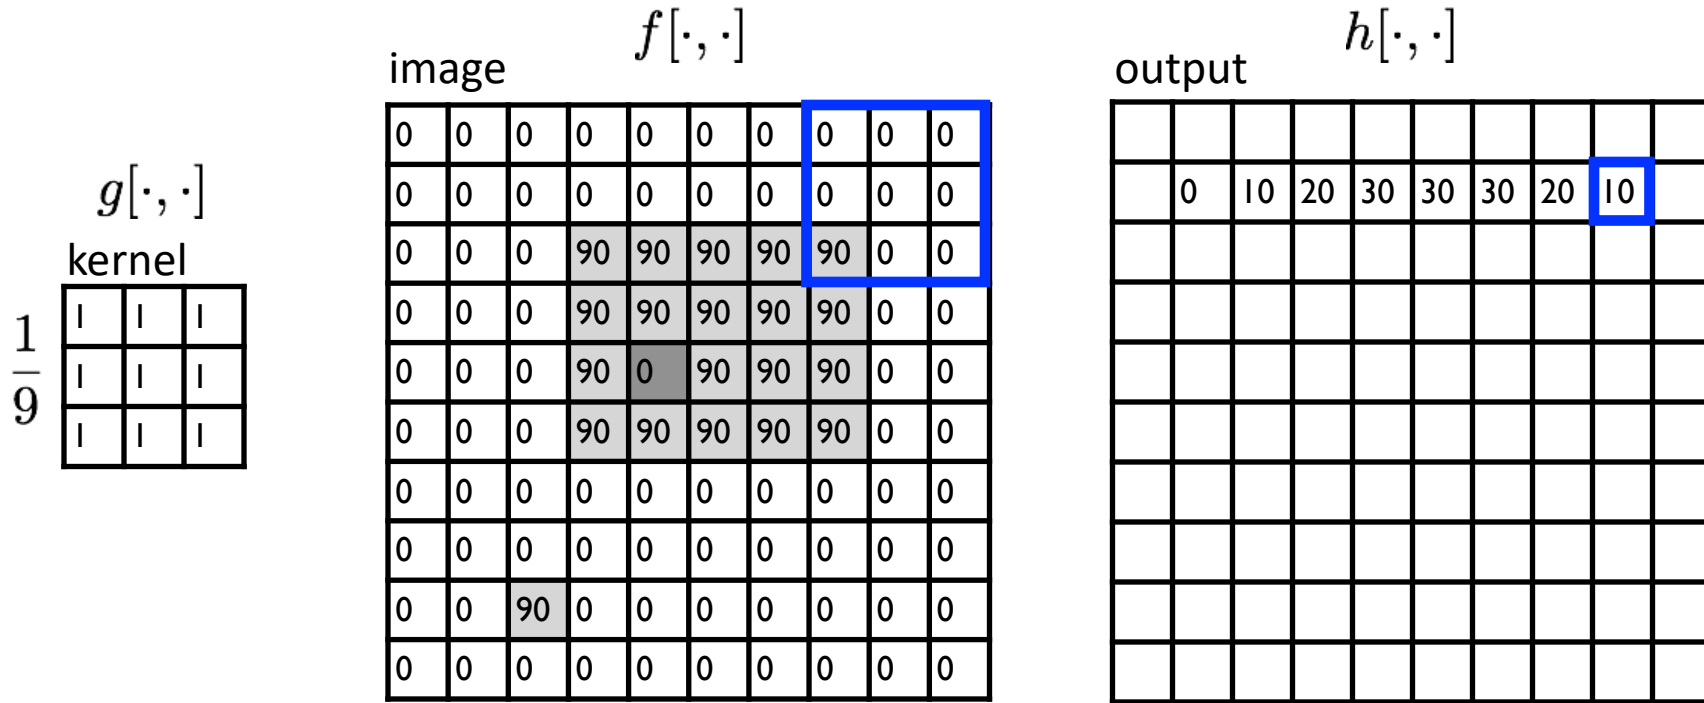 f[·, ·]
h[·, ·]
image
output
0 0 0 0 0 0 0 0 0 0
0 0 0 0 0 0 0 0 0 0
0 10 20 30 30 30 20 10
g[·, ·]
0 0 0 90 90 90 90 90 0 0
kernel
1 1 1
0 0 0 90 90 90 90 90 0 0
1/9
1 1 1
0 0 0 90 0 90 90 90 0 0
1 1 1
0 0 0 90 90 90 90 90 0 0
0 0 0 0 0 0 0 0 0 0
0 0 0 0 0 0 0 0 0 0
0 0 90 0 0 0 0 0 0 0
0 0 0 0 0 0 0 0 0 0